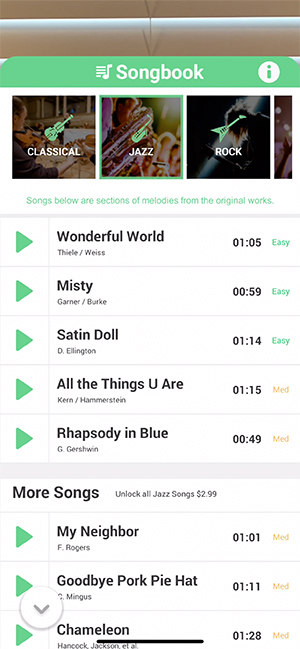 Songbook
i
CLASSICAL
JAZZ
ROCK
Songs below are sections of melodies from the original works.
Wonderful World
Thiele / Weiss
01:05
Easy
Misty
Garner / Burke
00:59
Easy
Satin Doll
D. Ellington
01:14
Easy
All the Things U Are
Kern / Hammerstein
01:15
Med
Rhapsody in Blue
G. Gershwin
00:49
Med
More Songs
Unlock all Jazz Songs $2.99
My Neighbor
F. Rogers
01:01
Med
Goodbye Pork Pie Hat
C. Mingus
01:11
Med
Chameleon
Hancock, Jackson, et al.
01:28
Med